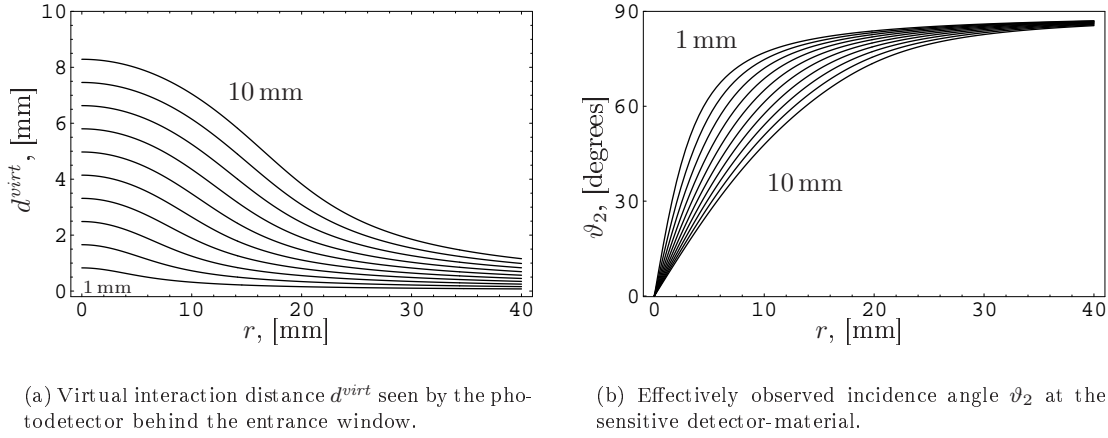 10
8
6
4
2
0
d^virt, [mm]
10 mm
1 mm
0 10 20 30 40
r, [mm]
90
60
30
0
ϑ₂, [degrees]
1 mm
10 mm
0 10 20 30 40
r, [mm]
(a) Virtual interaction distance d^virt seen by the pho-
todetector behind the entrance window.
(b) Effectively observed incidence angle ϑ₂ at the
sensitive detector-material.